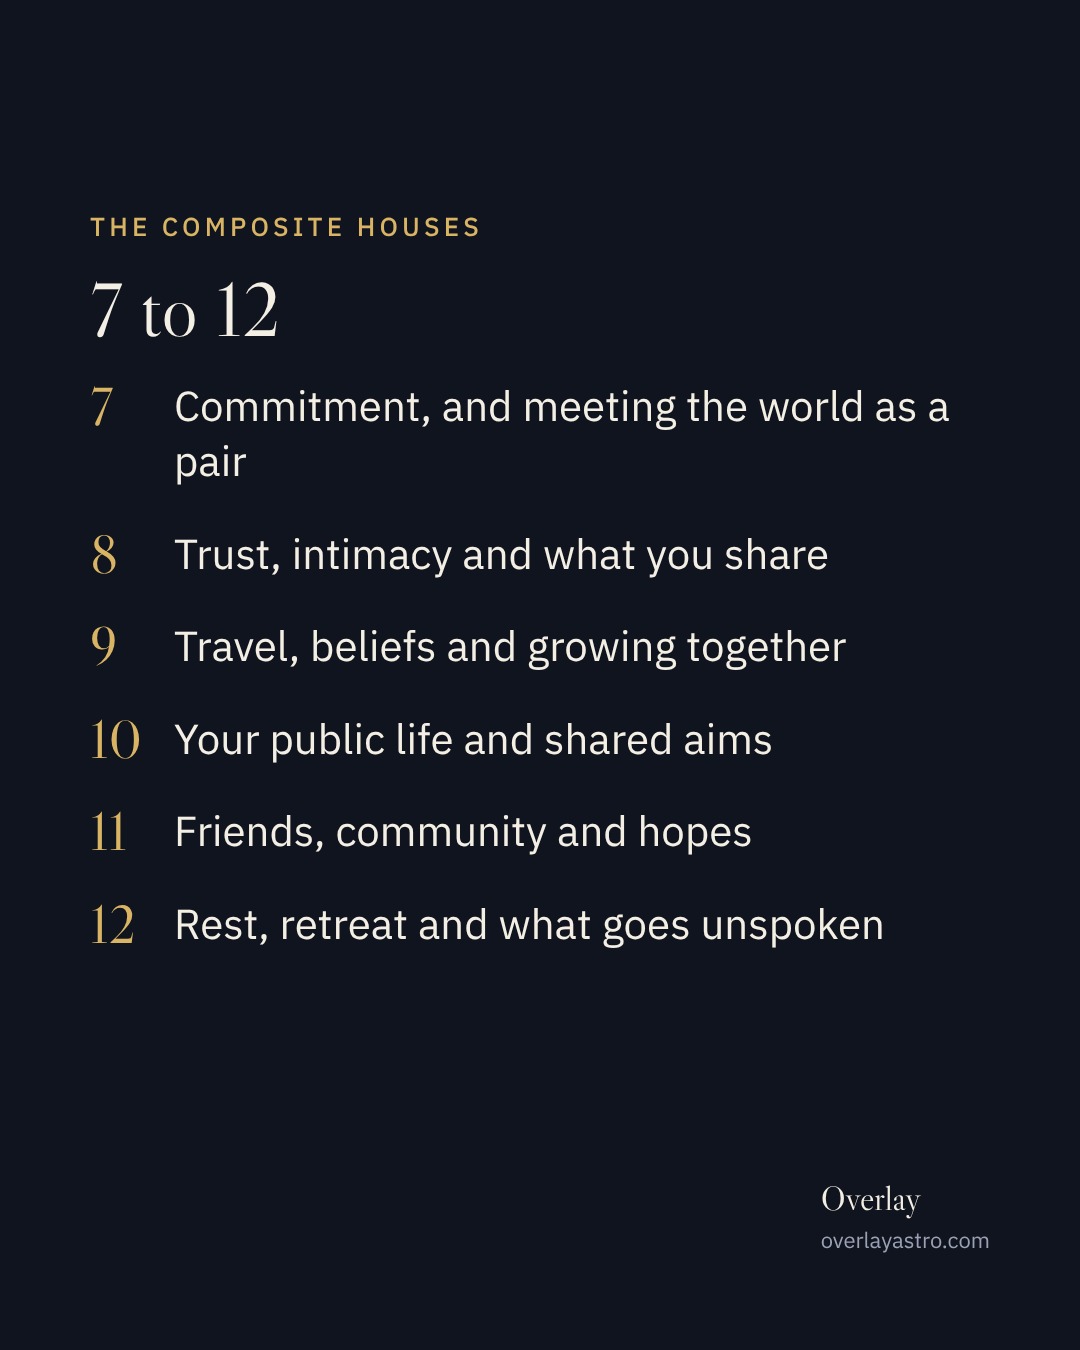 THE COMPOSITE HOUSES
7 to 12
7 Commitment, and meeting the world as a
pair
8 Trust, intimacy and what you share
9 Travel, beliefs and growing together
10 Your public life and shared aims
11 Friends, community and hopes
12 Rest, retreat and what goes unspoken
Overlay
overlayastro.com